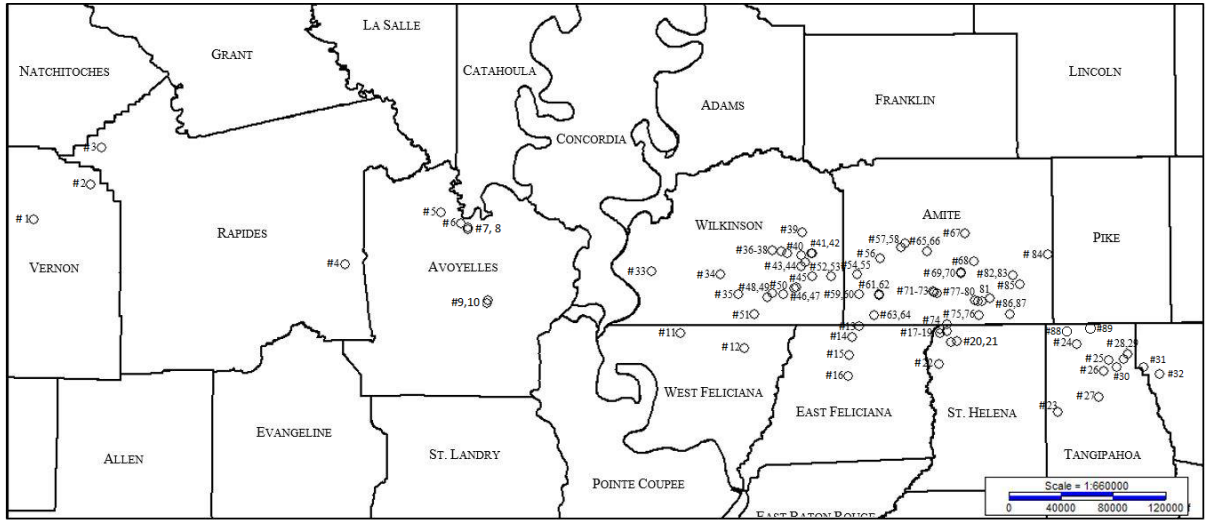 LA SALLE
GRANT
NATCHITOCHES
CATAHOULA
LINCOLN
FRANKLIN
ADAMS
CONCORDIA
#3
#2
#1
VERNON
RAPIDES
#4
#5
#6
#7, 8
AVOYELLES
#9,10
WILKINSON
#39
#36-38
#40
#41,42
#43,44
#52,53
#33
#34
#45
#35
#48,49
#50
#46,47
#51
AMITE
#67
#57,58
#65,66
#56
#54,55
#68
#84
#69,70
#82,83
#85
#61,62
#59,60
#71-73
#77-80
81
#86,87
#63,64
#74
#75,76
PIKE
#11
#12
#13
#14
#15
#16
#17-19
#20,21
#22
#88
#89
#24
#28,29
#25
#26
#30
#31
#32
#27
#23
WEST FELICIANA
EAST FELICIANA
ST. HELENA
TANGIPAHOA
ALLEN
EVANGELINE
ST. LANDRY
POINTE COUPEE
EAST BATON ROUGE
Scale = 1:660000
0 40000 80000 120000